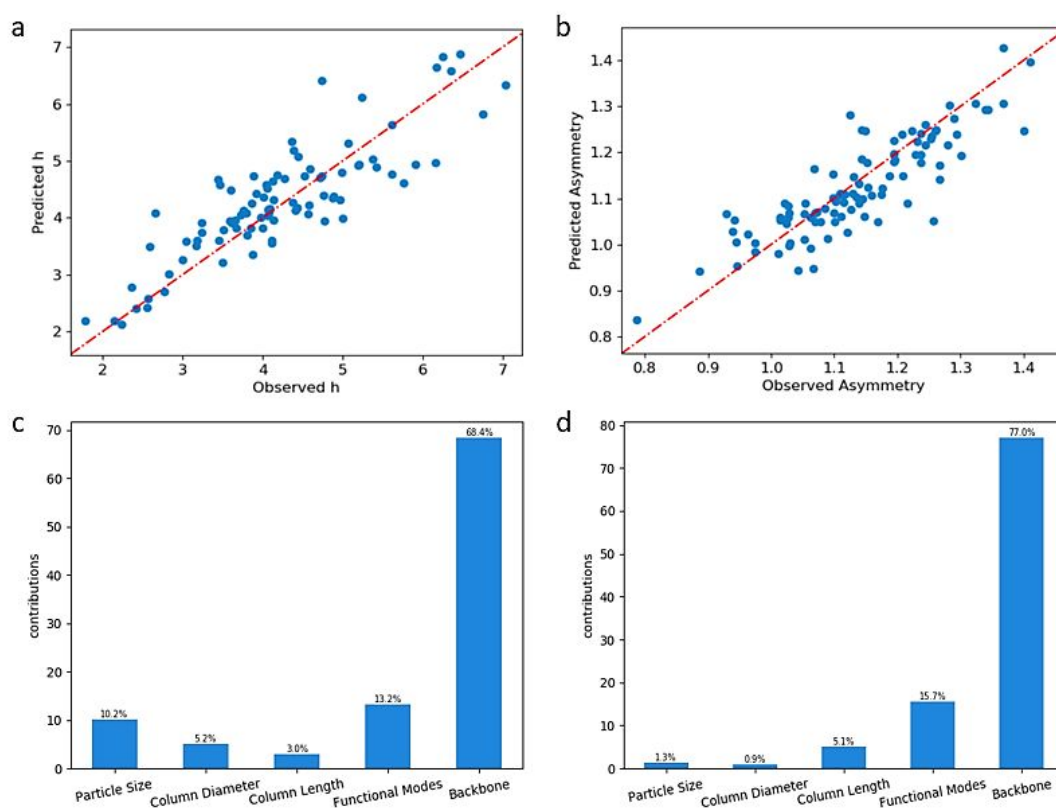 a
7
6
5
4
3
2
Predicted h
2 3 4 5 6 7
Observed h
b
1.4
1.3
1.2
1.1
1.0
0.9
0.8
Predicted Asymmetry
0.8 0.9 1.0 1.1 1.2 1.3 1.4
Observed Asymmetry
c
70
60
50
40
30
20
10
0
contributions
10.2%
5.2%
3.0%
13.2%
68.4%
Particle Size
Column Diameter
Column Length
Functional Modes
Backbone
d
80
70
60
50
40
30
20
10
0
contributions
1.3%
0.9%
5.1%
15.7%
77.0%
Particle Size
Column Diameter
Column Length
Functional Modes
Backbone